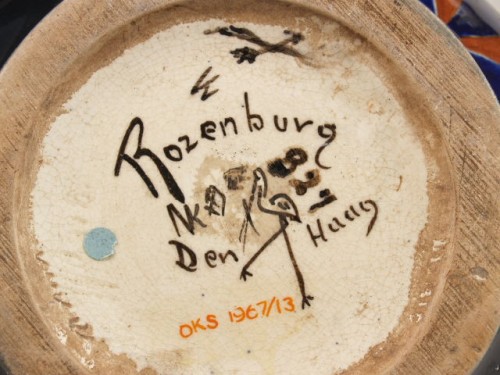 W
Rozenburg
N
Den Haag
OKS 1967/13